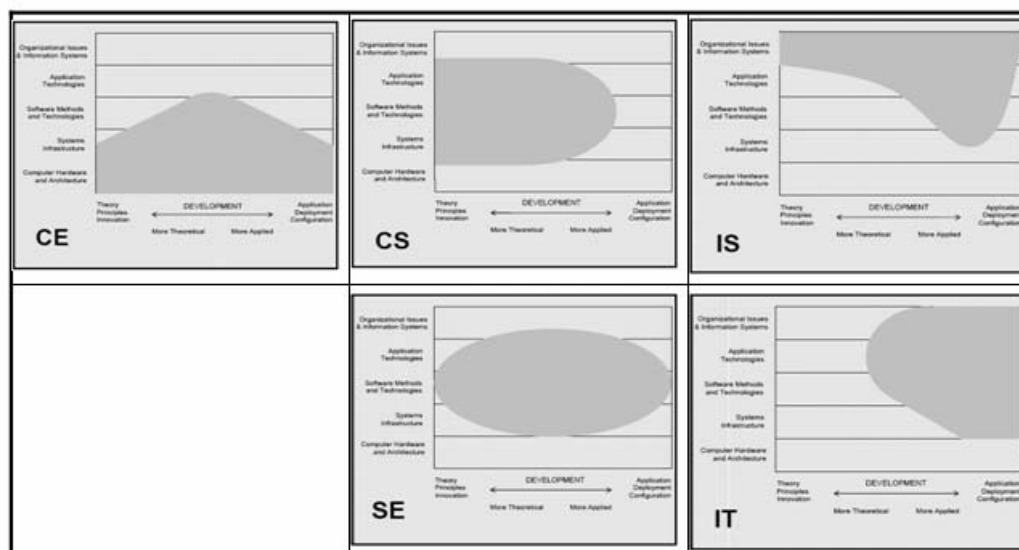 Organizational Issues
& Information Systems
Application
Technologies
Software Methods
and Technologies
Systems
Infrastructure
Computer Hardware
and Architecture
Theory
Principles
Innovation
DEVELOPMENT
More Theoretical More Applied
Application
Deployment
Configuration
CE
Organizational Issues
& Information Systems
Application
Technologies
Software Methods
and Technologies
Systems
Infrastructure
Computer Hardware
and Architecture
Theory
Principles
Innovation
DEVELOPMENT
More Theoretical More Applied
Application
Deployment
Configuration
CS
Organizational Issues
& Information Systems
Application
Technologies
Software Methods
and Technologies
Systems
Infrastructure
Computer Hardware
and Architecture
Theory
Principles
Innovation
DEVELOPMENT
More Theoretical More Applied
Application
Deployment
Configuration
IS
Organizational Issues
& Information Systems
Application
Technologies
Software Methods
and Technologies
Systems
Infrastructure
Computer Hardware
and Architecture
Theory
Principles
Innovation
DEVELOPMENT
More Theoretical More Applied
Application
Deployment
Configuration
SE
Organizational Issues
& Information Systems
Application
Technologies
Software Methods
and Technologies
Systems
Infrastructure
Computer Hardware
and Architecture
Theory
Principles
Innovation
DEVELOPMENT
More Theoretical More Applied
Application
Deployment
Configuration
IT